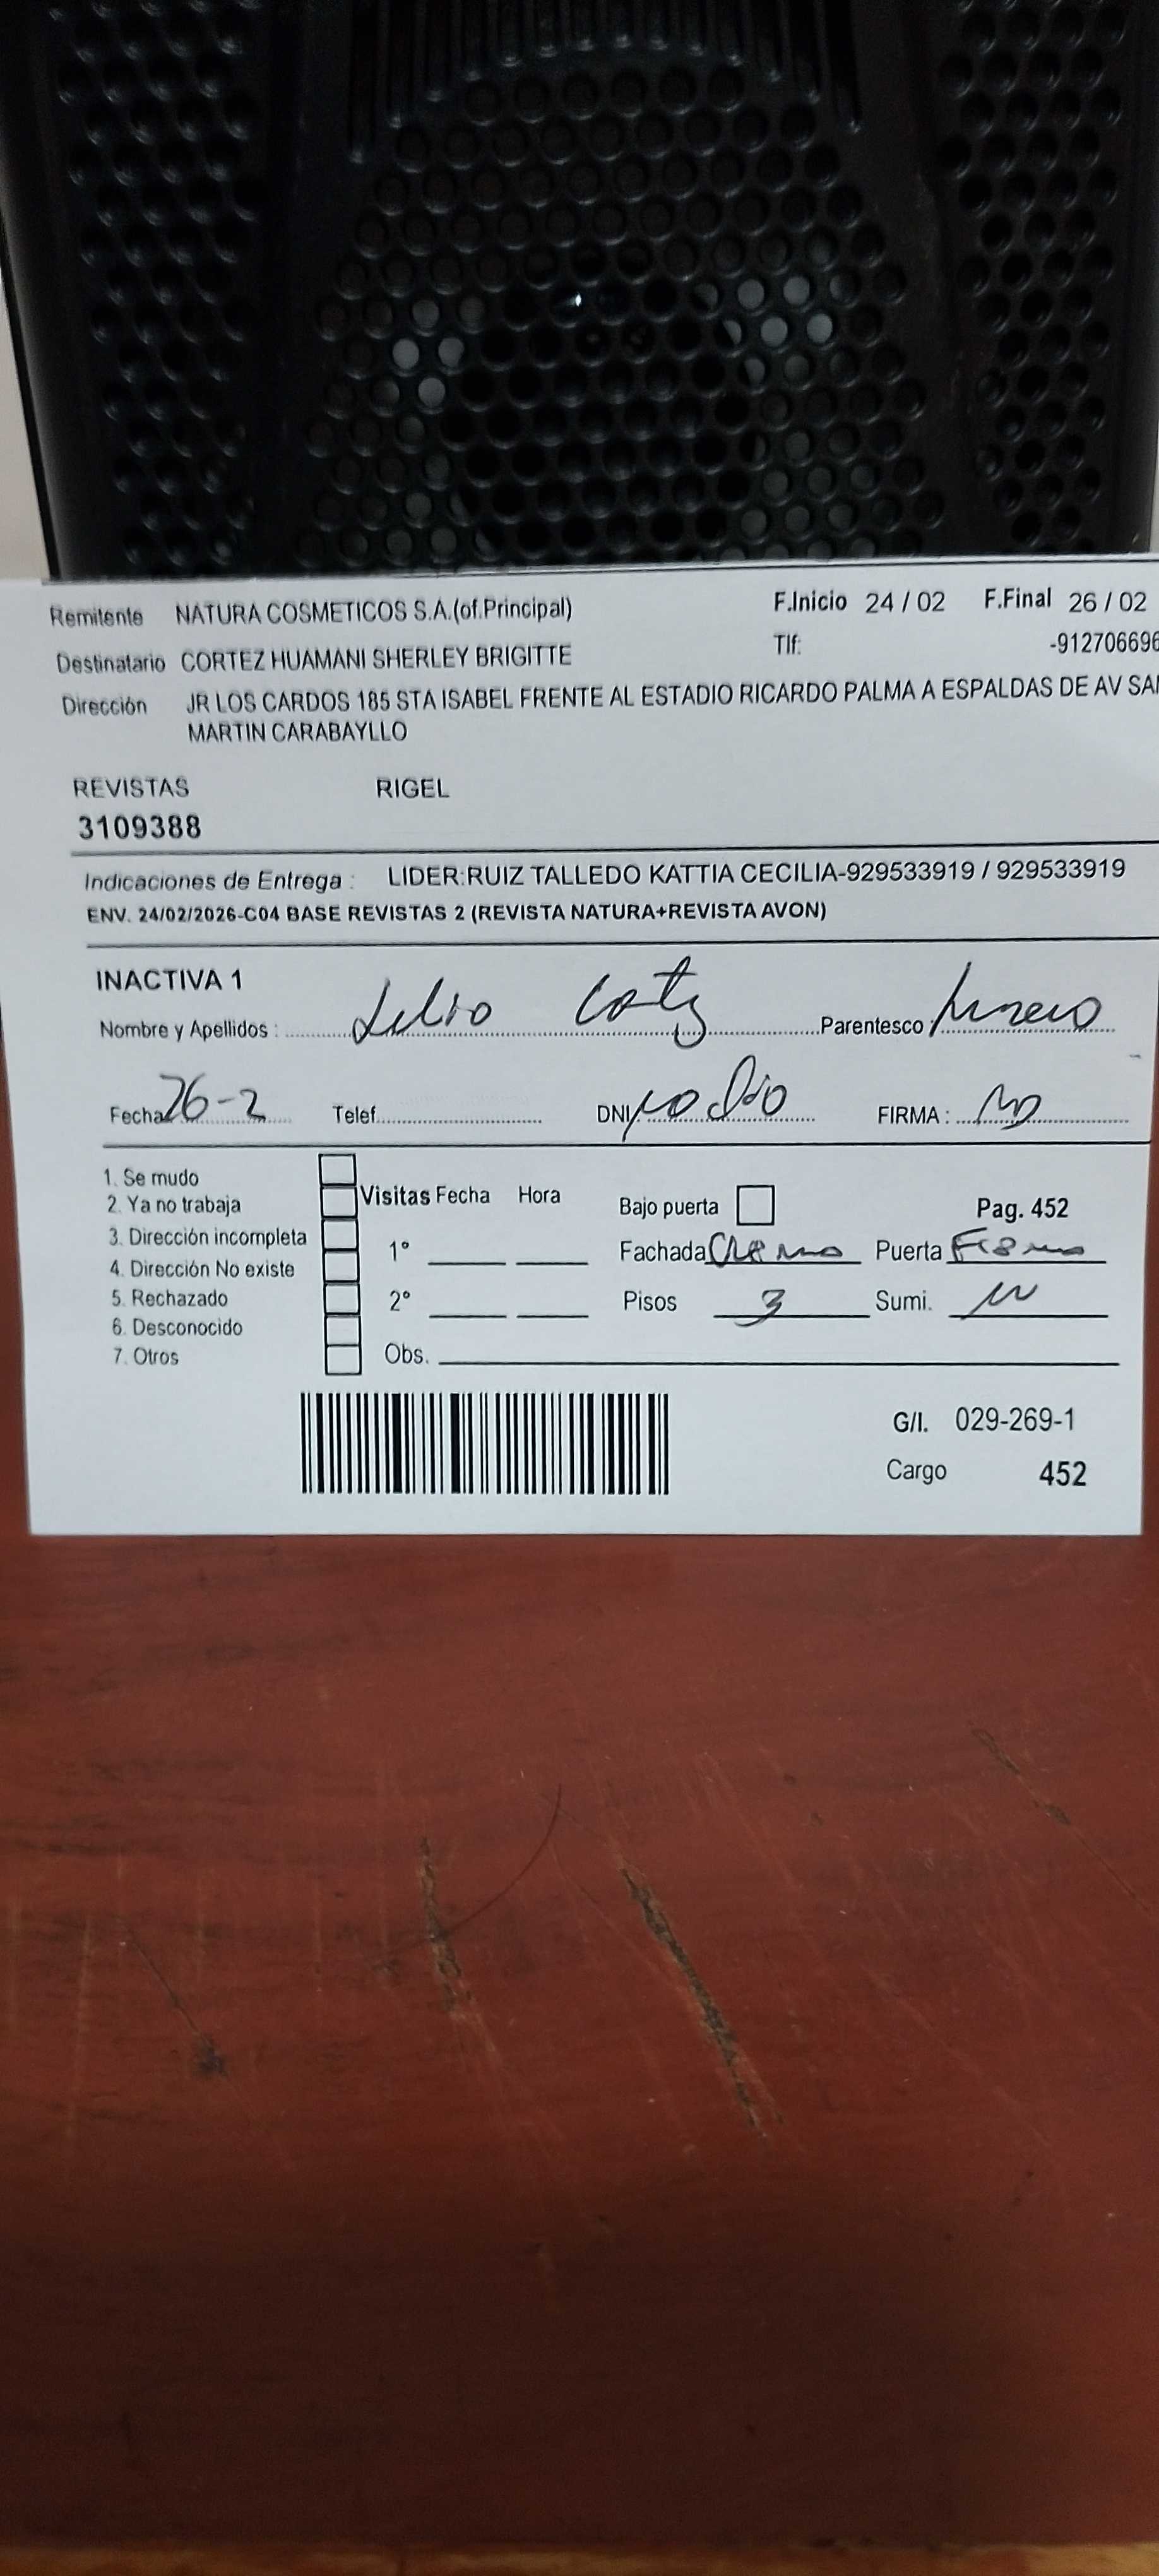 Remitente NATURA COSMETICOS S.A.(of.Principal) F.Inicio 24 / 02 F.Final 26 / 02
Destinatario CORTEZ HUAMANI SHERLEY BRIGITTE Tlf: -912706696
Dirección JR LOS CARDOS 185 STA ISABEL FRENTE AL ESTADIO RICARDO PALMA A ESPALDAS DE AV SA
MARTIN CARABAYLLO
REVISTAS RIGEL
3109388
Indicaciones de Entrega : LIDER:RUIZ TALLEDO KATTIA CECILIA-929533919 / 929533919
ENV. 24/02/2026-C04 BASE REVISTAS 2 (REVISTA NATURA+REVISTA AVON)
INACTIVA 1
Nombre y Apellidos : Parentesco
Fecha 26-2 Telef. DNI no dio FIRMA :
1. Se mudo
2. Ya no trabaja Visitas Fecha Hora Bajo puerta Pag. 452
3. Dirección incompleta 1° Fachada Puerta
4. Dirección No existe
5. Rechazado 2° Pisos 3 Sumi.
6. Desconocido
7. Otros Obs.
G/I. 029-269-1
Cargo 452